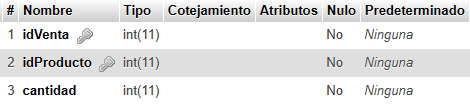 # Nombre Tipo Cotejamiento Atributos Nulo Predeterminado
1 idVenta int(11) No Ninguna
2 idProducto int(11) No Ninguna
3 cantidad int(11) No Ninguna